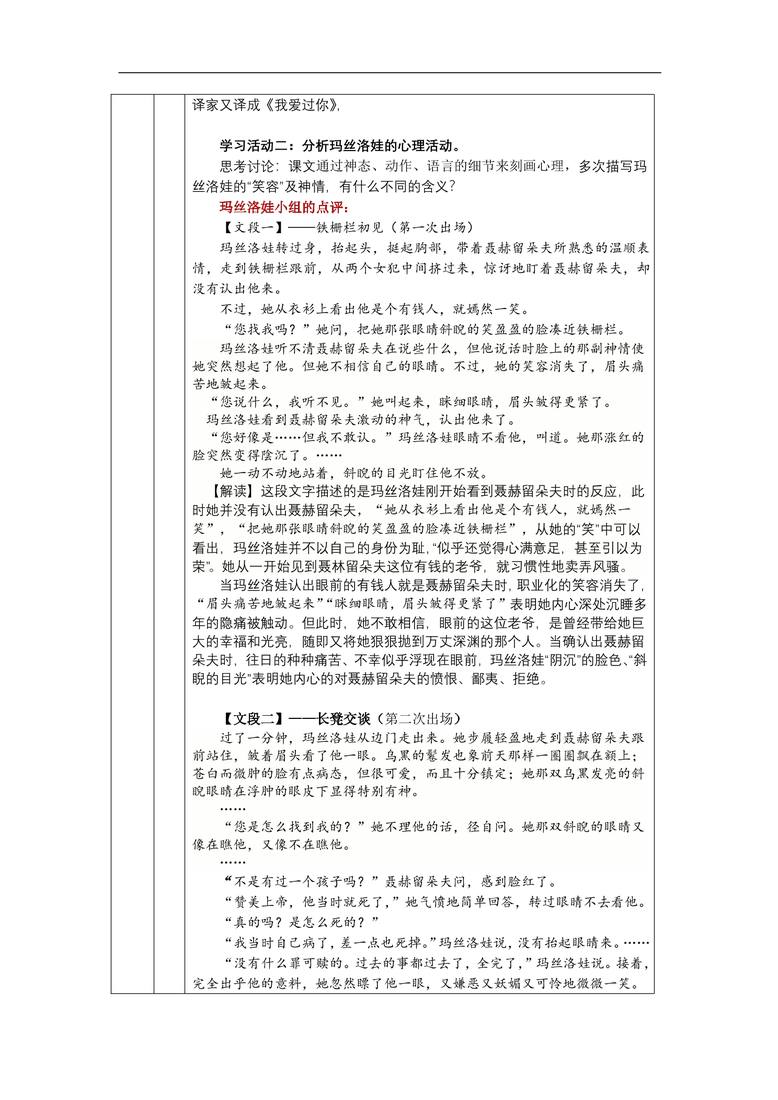 译家又译成《我爱过你》,
学习活动二：分析玛丝洛娃的心理活动。
思考讨论：课文通过神态、动作、语言的细节来刻画心理，多次描写玛
丝洛娃的“笑容”及神情，有什么不同的含义？
玛丝洛娃小组的点评：
【文段一】——铁栅栏初见（第一次出场）
玛丝洛娃转过身，抬起头，挺起胸部，带着聂赫留朵夫所熟悉的温顺表
情，走到铁栅栏跟前，从两个女犯中间挤过来，惊讶地盯着聂赫留朵夫，却
没有认出他来。
不过，她从衣衫上看出他是个有钱人，就嫣然一笑。
“您找我吗？”她问，把她那张眼睛斜睨的笑盈盈的脸凑近铁栅栏。
玛丝洛娃听不清聂赫留朵夫在说些什么，但他说话时脸上的那副神情使
她突然想起了他。但她不相信自己的眼睛。不过，她的笑容消失了，眉头痛
苦地皱起来。
“您说什么，我听不见。”她叫起来，眯细眼睛，眉头皱得更紧了。
玛丝洛娃看到聂赫留朵夫激动的神气，认出他来了。
“您好像是……但我不敢认。”玛丝洛娃眼睛不看他，叫道。她那涨红的
脸突然变得阴沉了。……
她一动不动地站着，斜睨的目光盯住他不放。
【解读】这段文字描述的是玛丝洛娃刚开始看到聂赫留朵夫时的反应，此
时她并没有认出聂赫留朵夫，“她从衣衫上看出他是个有钱人，就嫣然一
笑”，“把她那张眼睛斜睨的笑盈盈的脸凑近铁栅栏”，从她的“笑”中可以
看出，玛丝洛娃并不以自己的身份为耻，“似乎还觉得心满意足，甚至引以为
荣”。她从一开始见到聂林留朵夫这位有钱的老爷，就习惯性地卖弄风骚。
当玛丝洛娃认出眼前的有钱人就是聂赫留朵夫时，职业化的笑容消失了，
“眉头痛苦地皱起来”“眯细眼睛，眉头皱得更紧了”表明她内心深处沉睡多
年的隐痛被触动。但此时，她不敢相信，眼前的这位老爷，是曾经带给她巨
大的幸福和光亮，随即又将她狠狠抛到万丈深渊的那个人。当确认出聂赫留
朵夫时，往日的种种痛苦、不幸似乎浮现在眼前，玛丝洛娃“阴沉”的脸色、“斜
睨的目光”表明她内心的对聂赫留朵夫的愤恨、鄙夷、拒绝。
【文段二】——长凳交谈（第二次出场）
过了一分钟，玛丝洛娃从边门走出来。她步履轻盈地走到聂赫留朵夫跟
前站住，皱着眉头看了他一眼。乌黑的鬈发也象前天那样一圈圈飘在额上；
苍白而微肿的脸有点病态，但很可爱，而且十分镇定；她那双乌黑发亮的斜
睨眼睛在浮肿的眼皮下显得特别有神。
……
“您是怎么找到我的？”她不理他的话，径自问。她那双斜睨的眼睛又
像在瞧他，又像不在瞧他。
……
“不是有过一个孩子吗？”聂赫留朵夫问，感到脸红了。
“赞美上帝，他当时就死了，”她气愤地简单回答，转过眼睛不去看他。
“真的吗？是怎么死的？”
“我当时自己病了，差一点也死掉。”玛丝洛娃说，没有抬起眼睛来。……
“没有什么罪可赎的。过去的事都过去了，全完了，”玛丝洛娃说。接着，
完全出乎他的意料，她忽然瞟了他一眼，又嫌恶又妖媚又可怜地微微一笑。